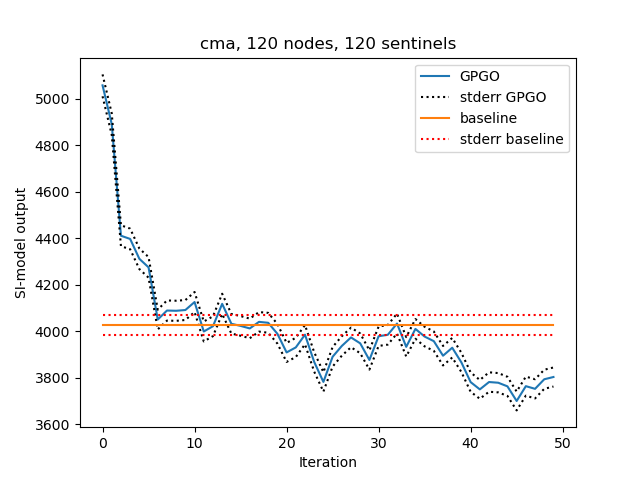 cma, 120 nodes, 120 sentinels
GPGO
stderr GPGO
baseline
stderr baseline
SI-model output
5000
4800
4600
4400
4200
4000
3800
3600
0 10 20 30 40 50
Iteration